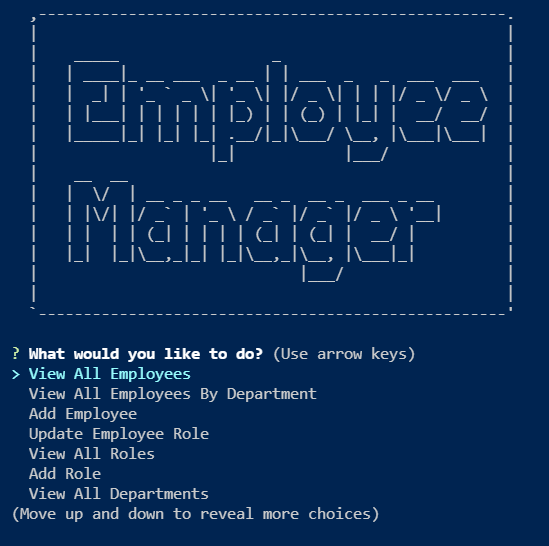 Employee
Manager
? What would you like to do? (Use arrow keys)
> View All Employees
View All Employees By Department
Add Employee
Update Employee Role
View All Roles
Add Role
View All Departments
(Move up and down to reveal more choices)